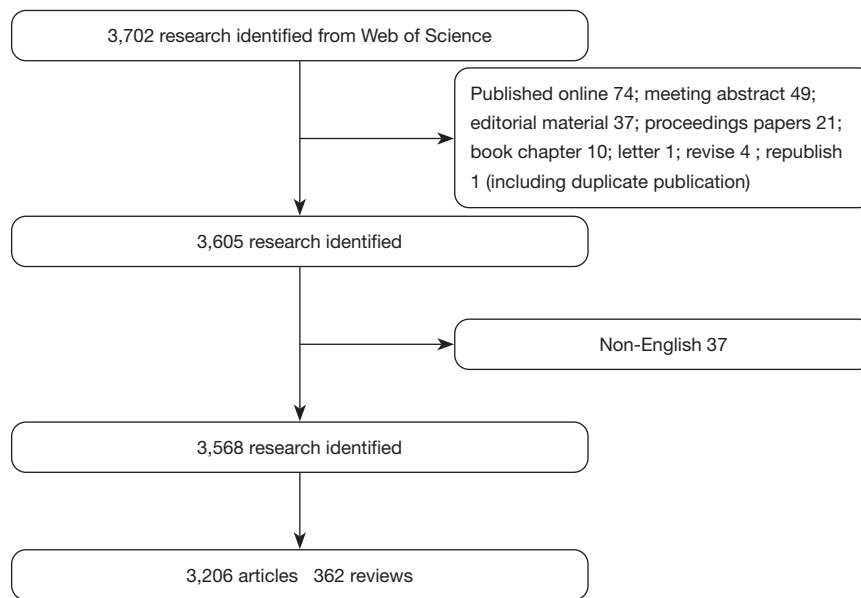 3,702 research identified from Web of Science
Published online 74; meeting abstract 49;
editorial material 37; proceedings papers 21;
book chapter 10; letter 1; revise 4 ; republish
1 (including duplicate publication)
3,605 research identified
Non-English 37
3,568 research identified
3,206 articles   362 reviews